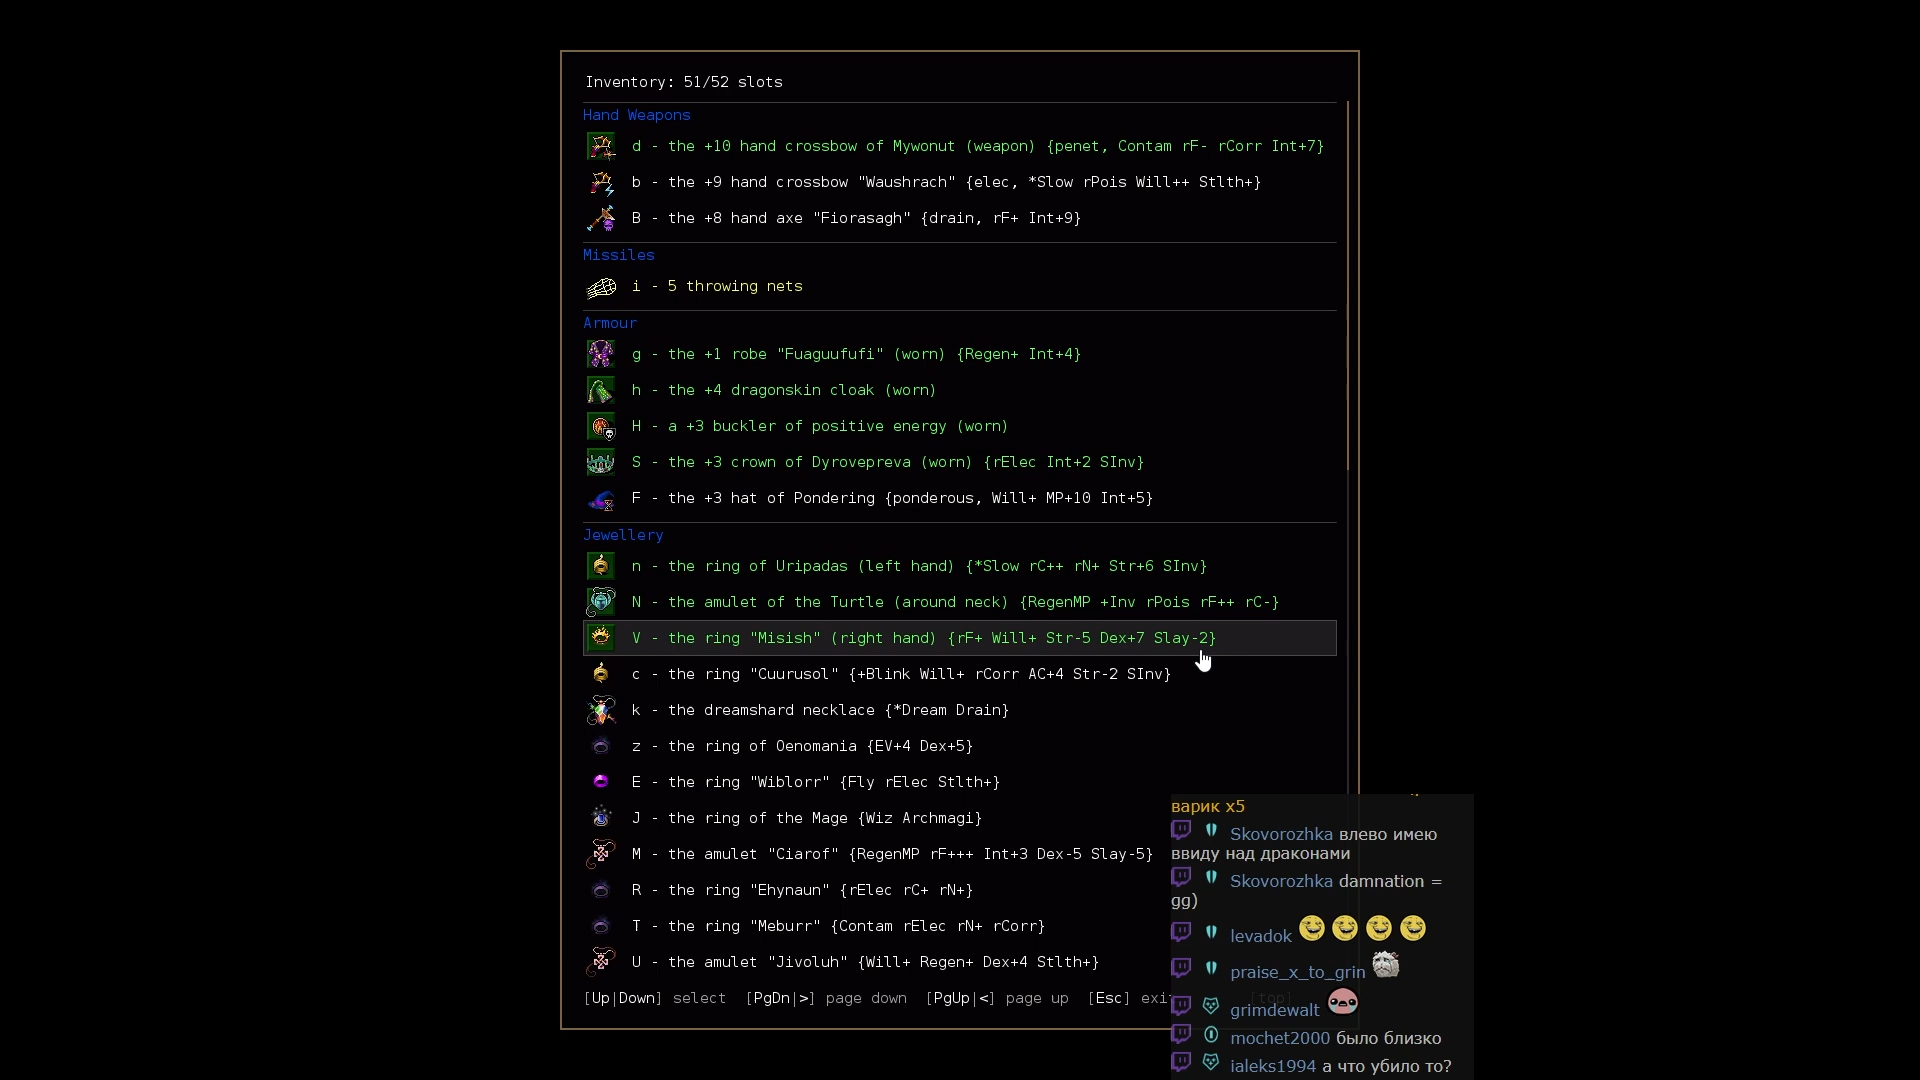 Inventory: 51/52 slots
Hand Weapons
d - the +10 hand crossbow of Mywonut (weapon) {penet, Contam rF- rCorr Int+7}
b - the +9 hand crossbow "Waushrach" {elec, *Slow rPois Will++ Stlth+}
B - the +8 hand axe "Fiorasagh" {drain, rF+ Int+9}
Missiles
i - 5 throwing nets
Armour
g - the +1 robe "Fuaguufufi" (worn) {Regen+ Int+4}
h - the +4 dragonskin cloak (worn)
H - a +3 buckler of positive energy (worn)
S - the +3 crown of Dyrovepreva (worn) {rElec Int+2 SInv}
F - the +3 hat of Pondering {ponderous, Will+ MP+10 Int+5}
Jewellery
n - the ring of Uripadas (left hand) {*Slow rC++ rN+ Str+6 SInv}
N - the amulet of the Turtle (around neck) {RegenMP +Inv rPois rF++ rC-}
V - the ring "Misish" (right hand) {rF+ Will+ Str-5 Dex+7 Slay-2}
c - the ring "Cuurusol" {+Blink Will+ rCorr AC+4 Str-2 SInv}
k - the dreamshard necklace {*Dream Drain}
z - the ring of Oenomania {EV+4 Dex+5}
E - the ring "Wiblorr" {Fly rElec Stlth+}
J - the ring of the Mage {Wiz Archmagi}
M - the amulet "Ciarof" {RegenMP rF+++ Int+3 Dex-5 Slay-5}
R - the ring "Ehynaun" {rElec rC+ rN+}
T - the ring "Meburr" {Contam rElec rN+ rCorr}
U - the amulet "Jivoluh" {Will+ Regen+ Dex+4 Stlth+}
[Up|Down] select [PgDn|>] page down [PgUp|<] page up [Esc] exit [top]
варик x5
Skovorozhka влево имею
ввиду над драконами
Skovorozhka damnation =
gg)
levadok
praise_x_to_grin
grimdewalt
mochet2000 было близко
ialeks1994 а что убило то?